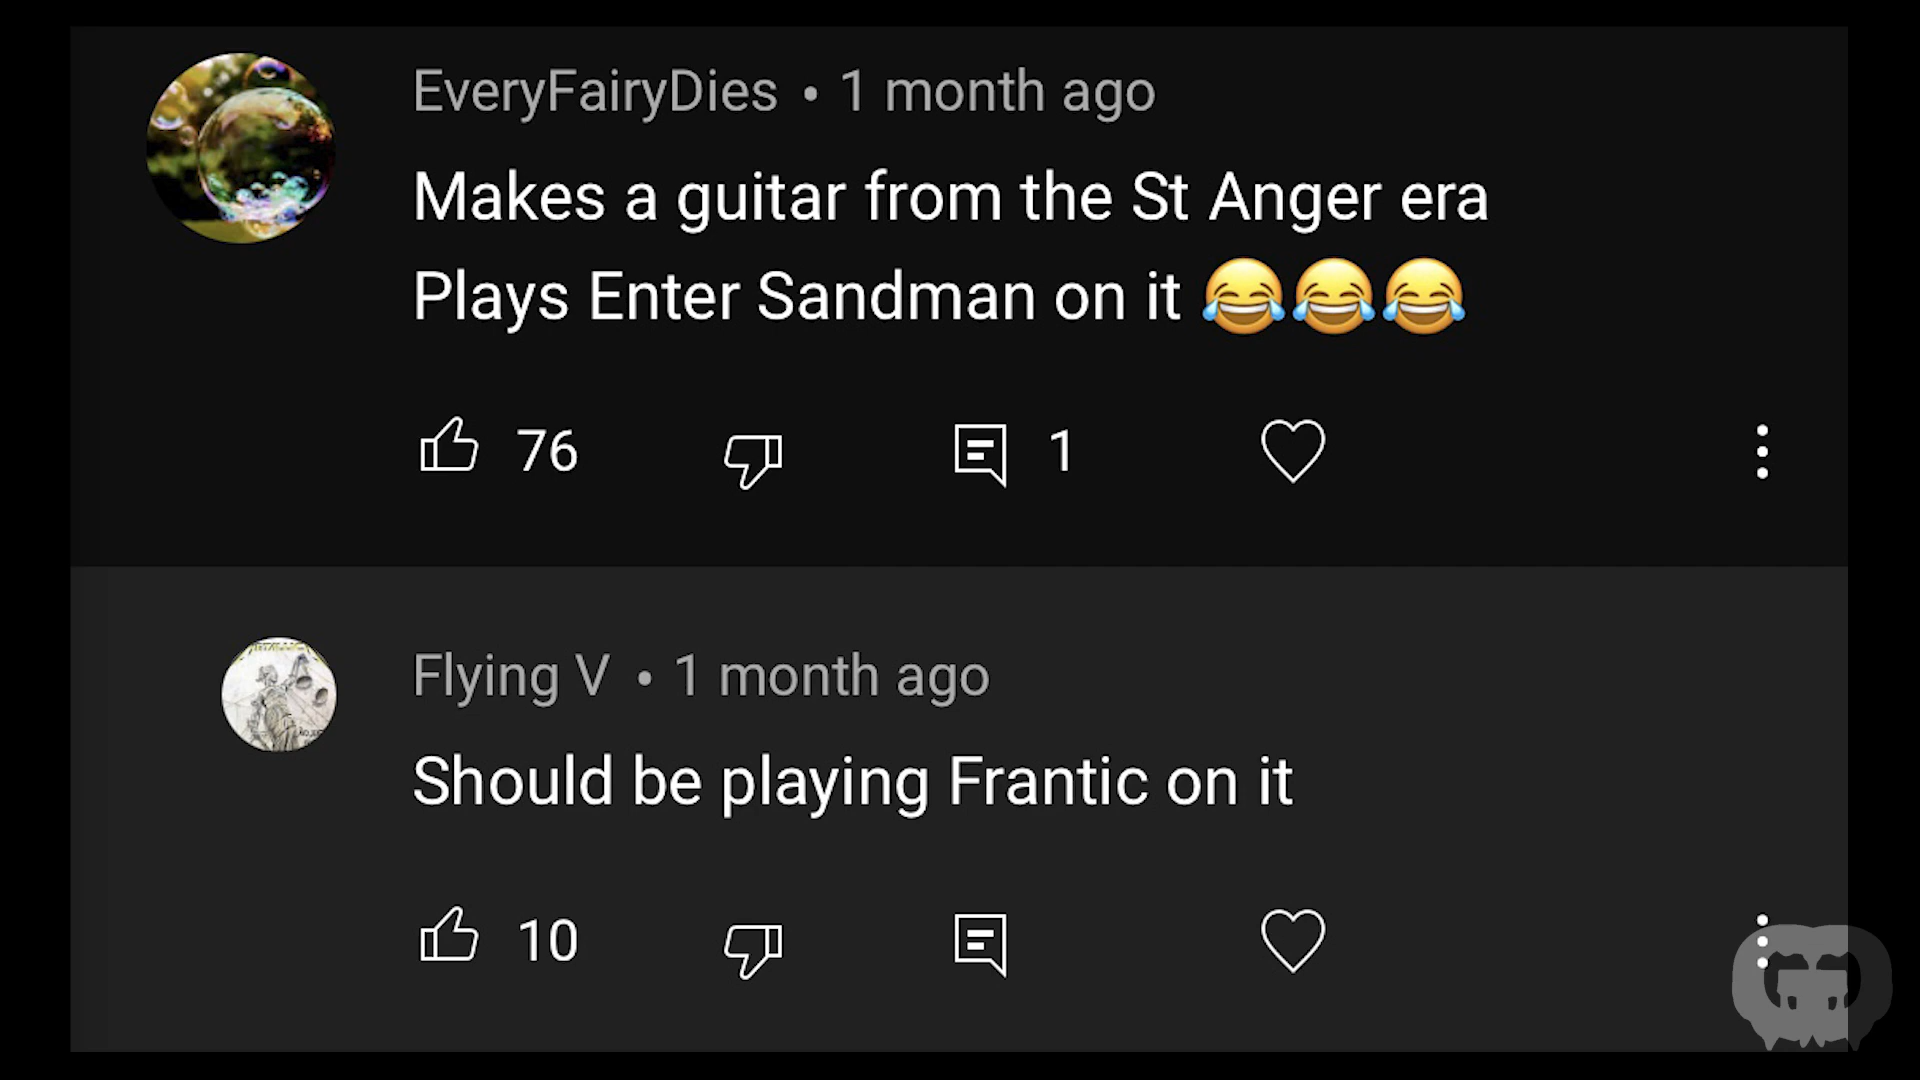 EveryFairyDies • 1 month ago
Makes a guitar from the St Anger era
Plays Enter Sandman on it 😂😂😂
76
1
Flying V • 1 month ago
Should be playing Frantic on it
10